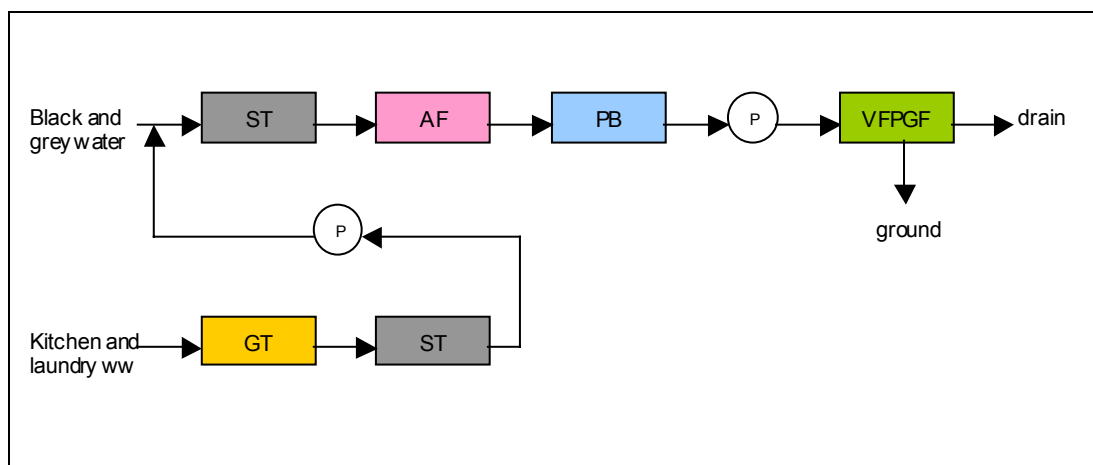 Black and
grey water
ST
AF
PB
P
VFPGF
drain
ground
P
Kitchen and
laundry ww
GT
ST